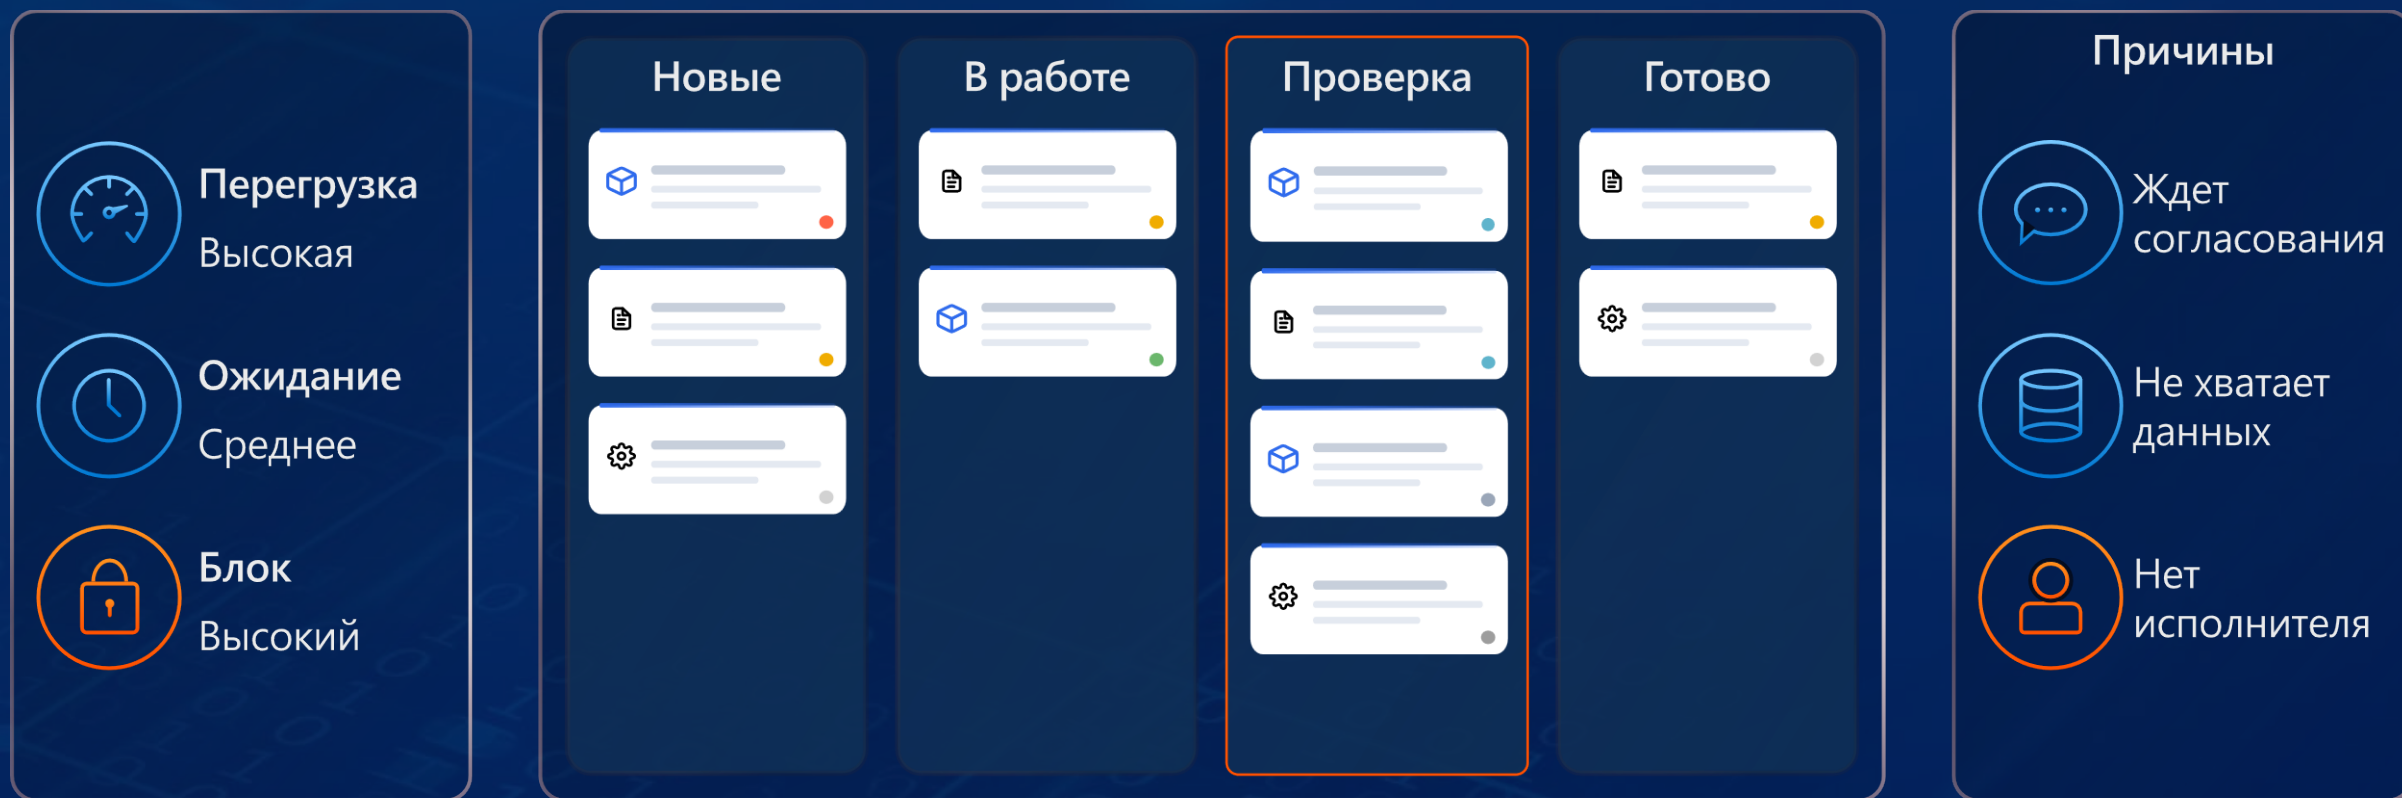 Перегрузка
Высокая
Ожидание
Среднее
Блок
Высокий
Новые
В работе
Проверка
Готово
Причины
Ждет
согласования
Не хватает
данных
Нет
исполнителя